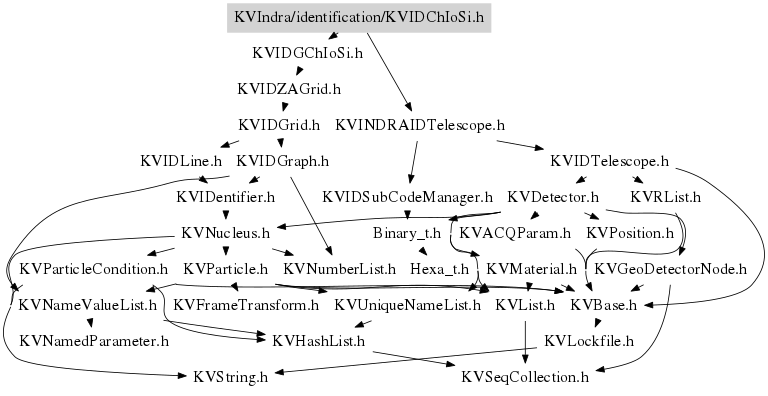 KVIndra/identification/KVIDChIoSi.h
KVIDGChIoSi.h
KVIDZAGrid.h
KVIDGrid.h KVINDRAIDTelescope.h
KVIDLine.h KVIDGraph.h KVIDTelescope.h
KVIDentifier.h KVIDSubCodeManager.h KVDetector.h KVRList.h
KVNucleus.h Binary_t.h KVACQParam.h KVPosition.h
KVParticleCondition.h KVParticle.h KVNumberList.h Hexa_t.h KVMaterial.h KVGeoDetectorNode.h
KVNameValueList.h KVFrameTransform.h KVUniqueNameList.h KVList.h KVBase.h
KVNamedParameter.h KVHashList.h KVLockfile.h
KVString.h KVSeqCollection.h